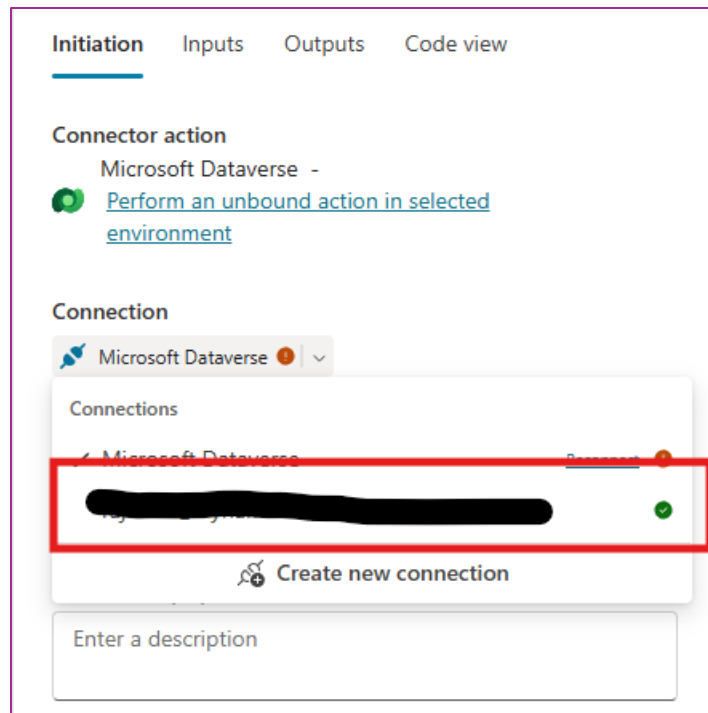 Initiation Inputs Outputs Code view
Connector action
Microsoft Dataverse -
Perform an unbound action in selected
environment
Connection
Microsoft Dataverse
Connections
Microsoft Dataverse Reconnect
Create new connection
Enter a description